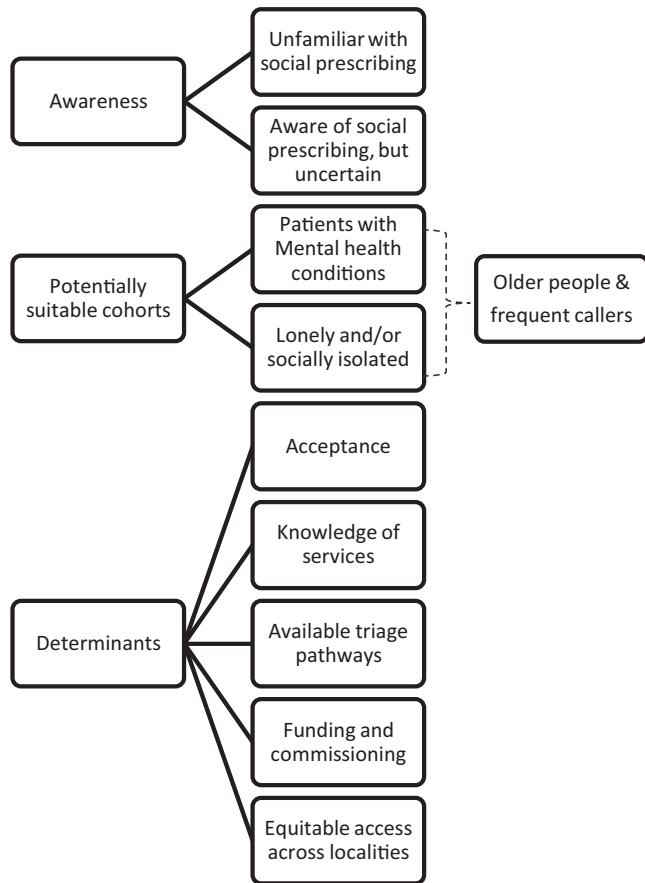 Awareness
Unfamiliar with
social prescribing
Aware of social
prescribing, but
uncertain
Potentially
suitable cohorts
Patients with
Mental health
conditions
Lonely and/or
socially isolated
Older people &
frequent callers
Determinants
Acceptance
Knowledge of
services
Available triage
pathways
Funding and
commissioning
Equitable access
across localities